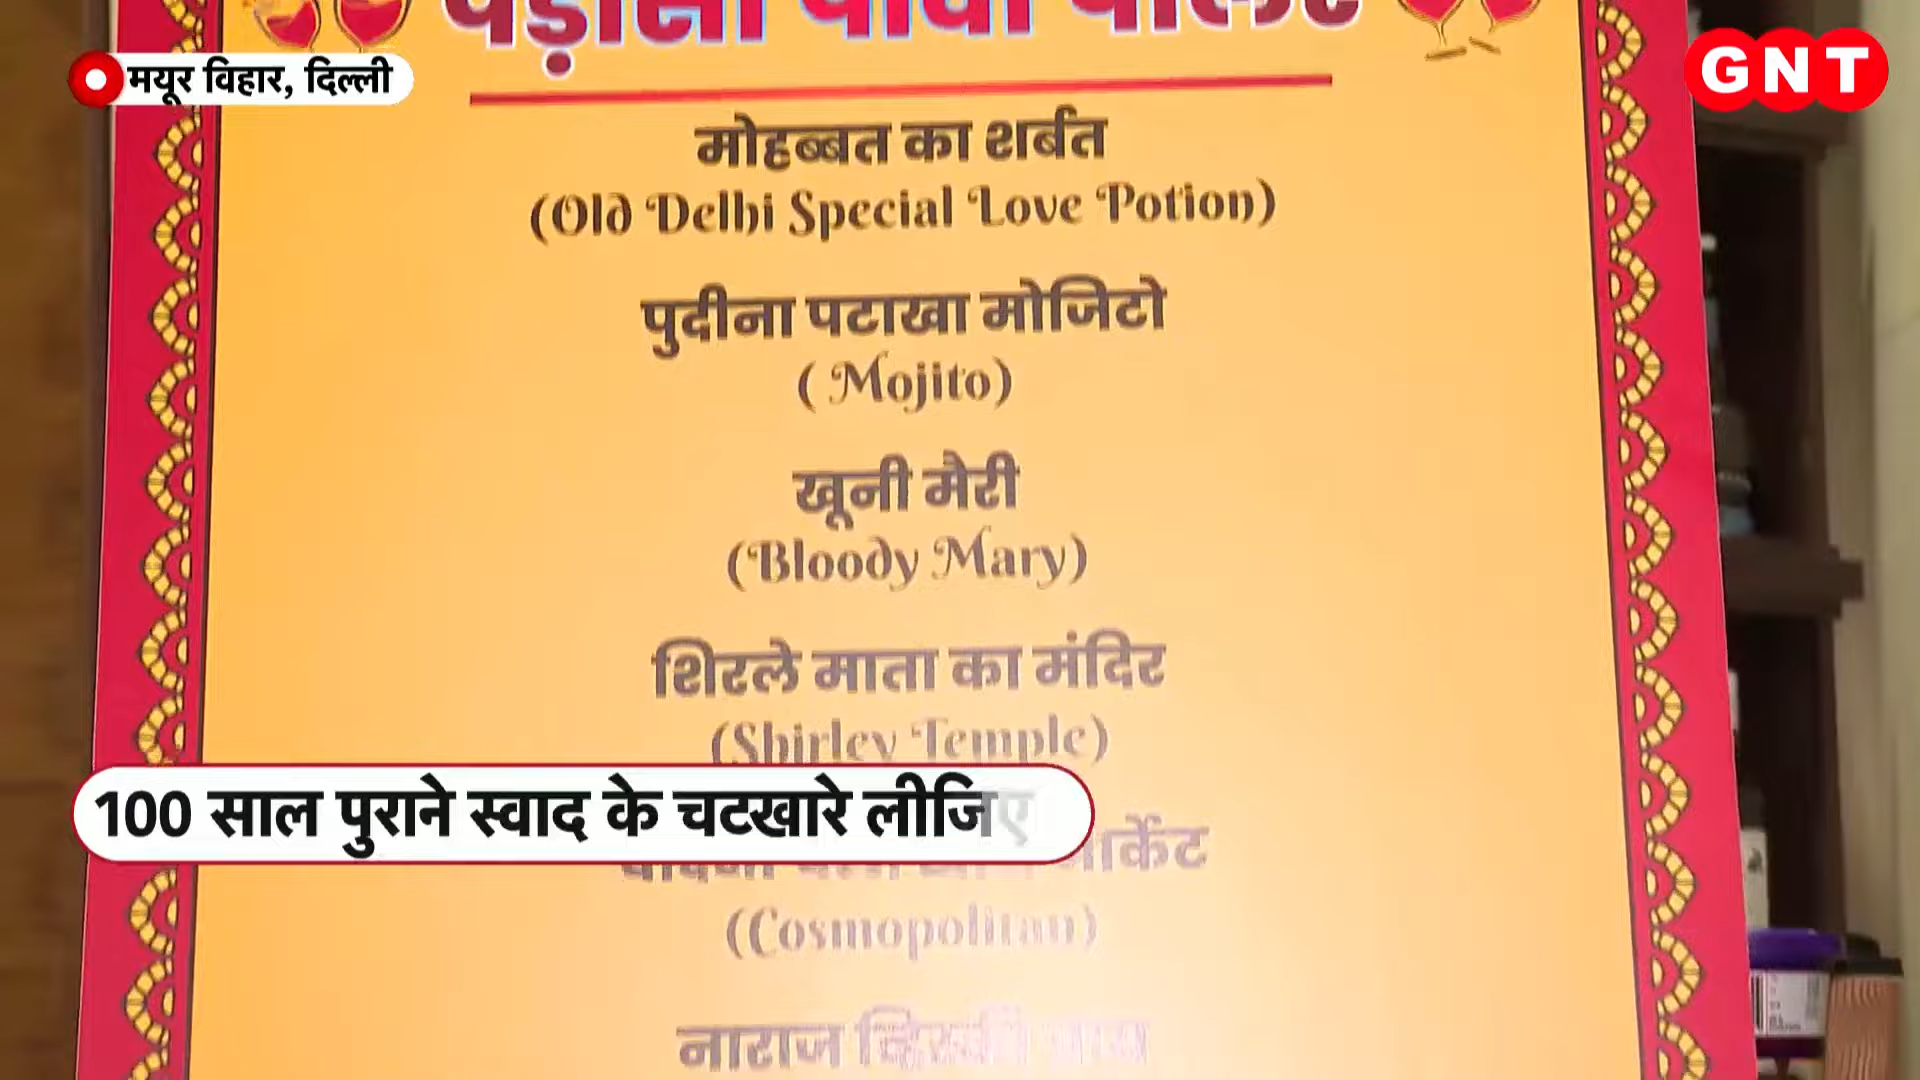 GNT
मयूर विहार, दिल्ली
मोहब्बत का शर्बत
(Old Delhi Special Love Potion)
पुदीना पटाखा मोजिटो
( Mojito)
खूनी मैरी
(Bloody Mary)
शिरले माता का मंदिर
(Shirley Temple)
100 साल पुराने स्वाद के चटखारे लीजिए
(Cosmopolitan)
नाराज